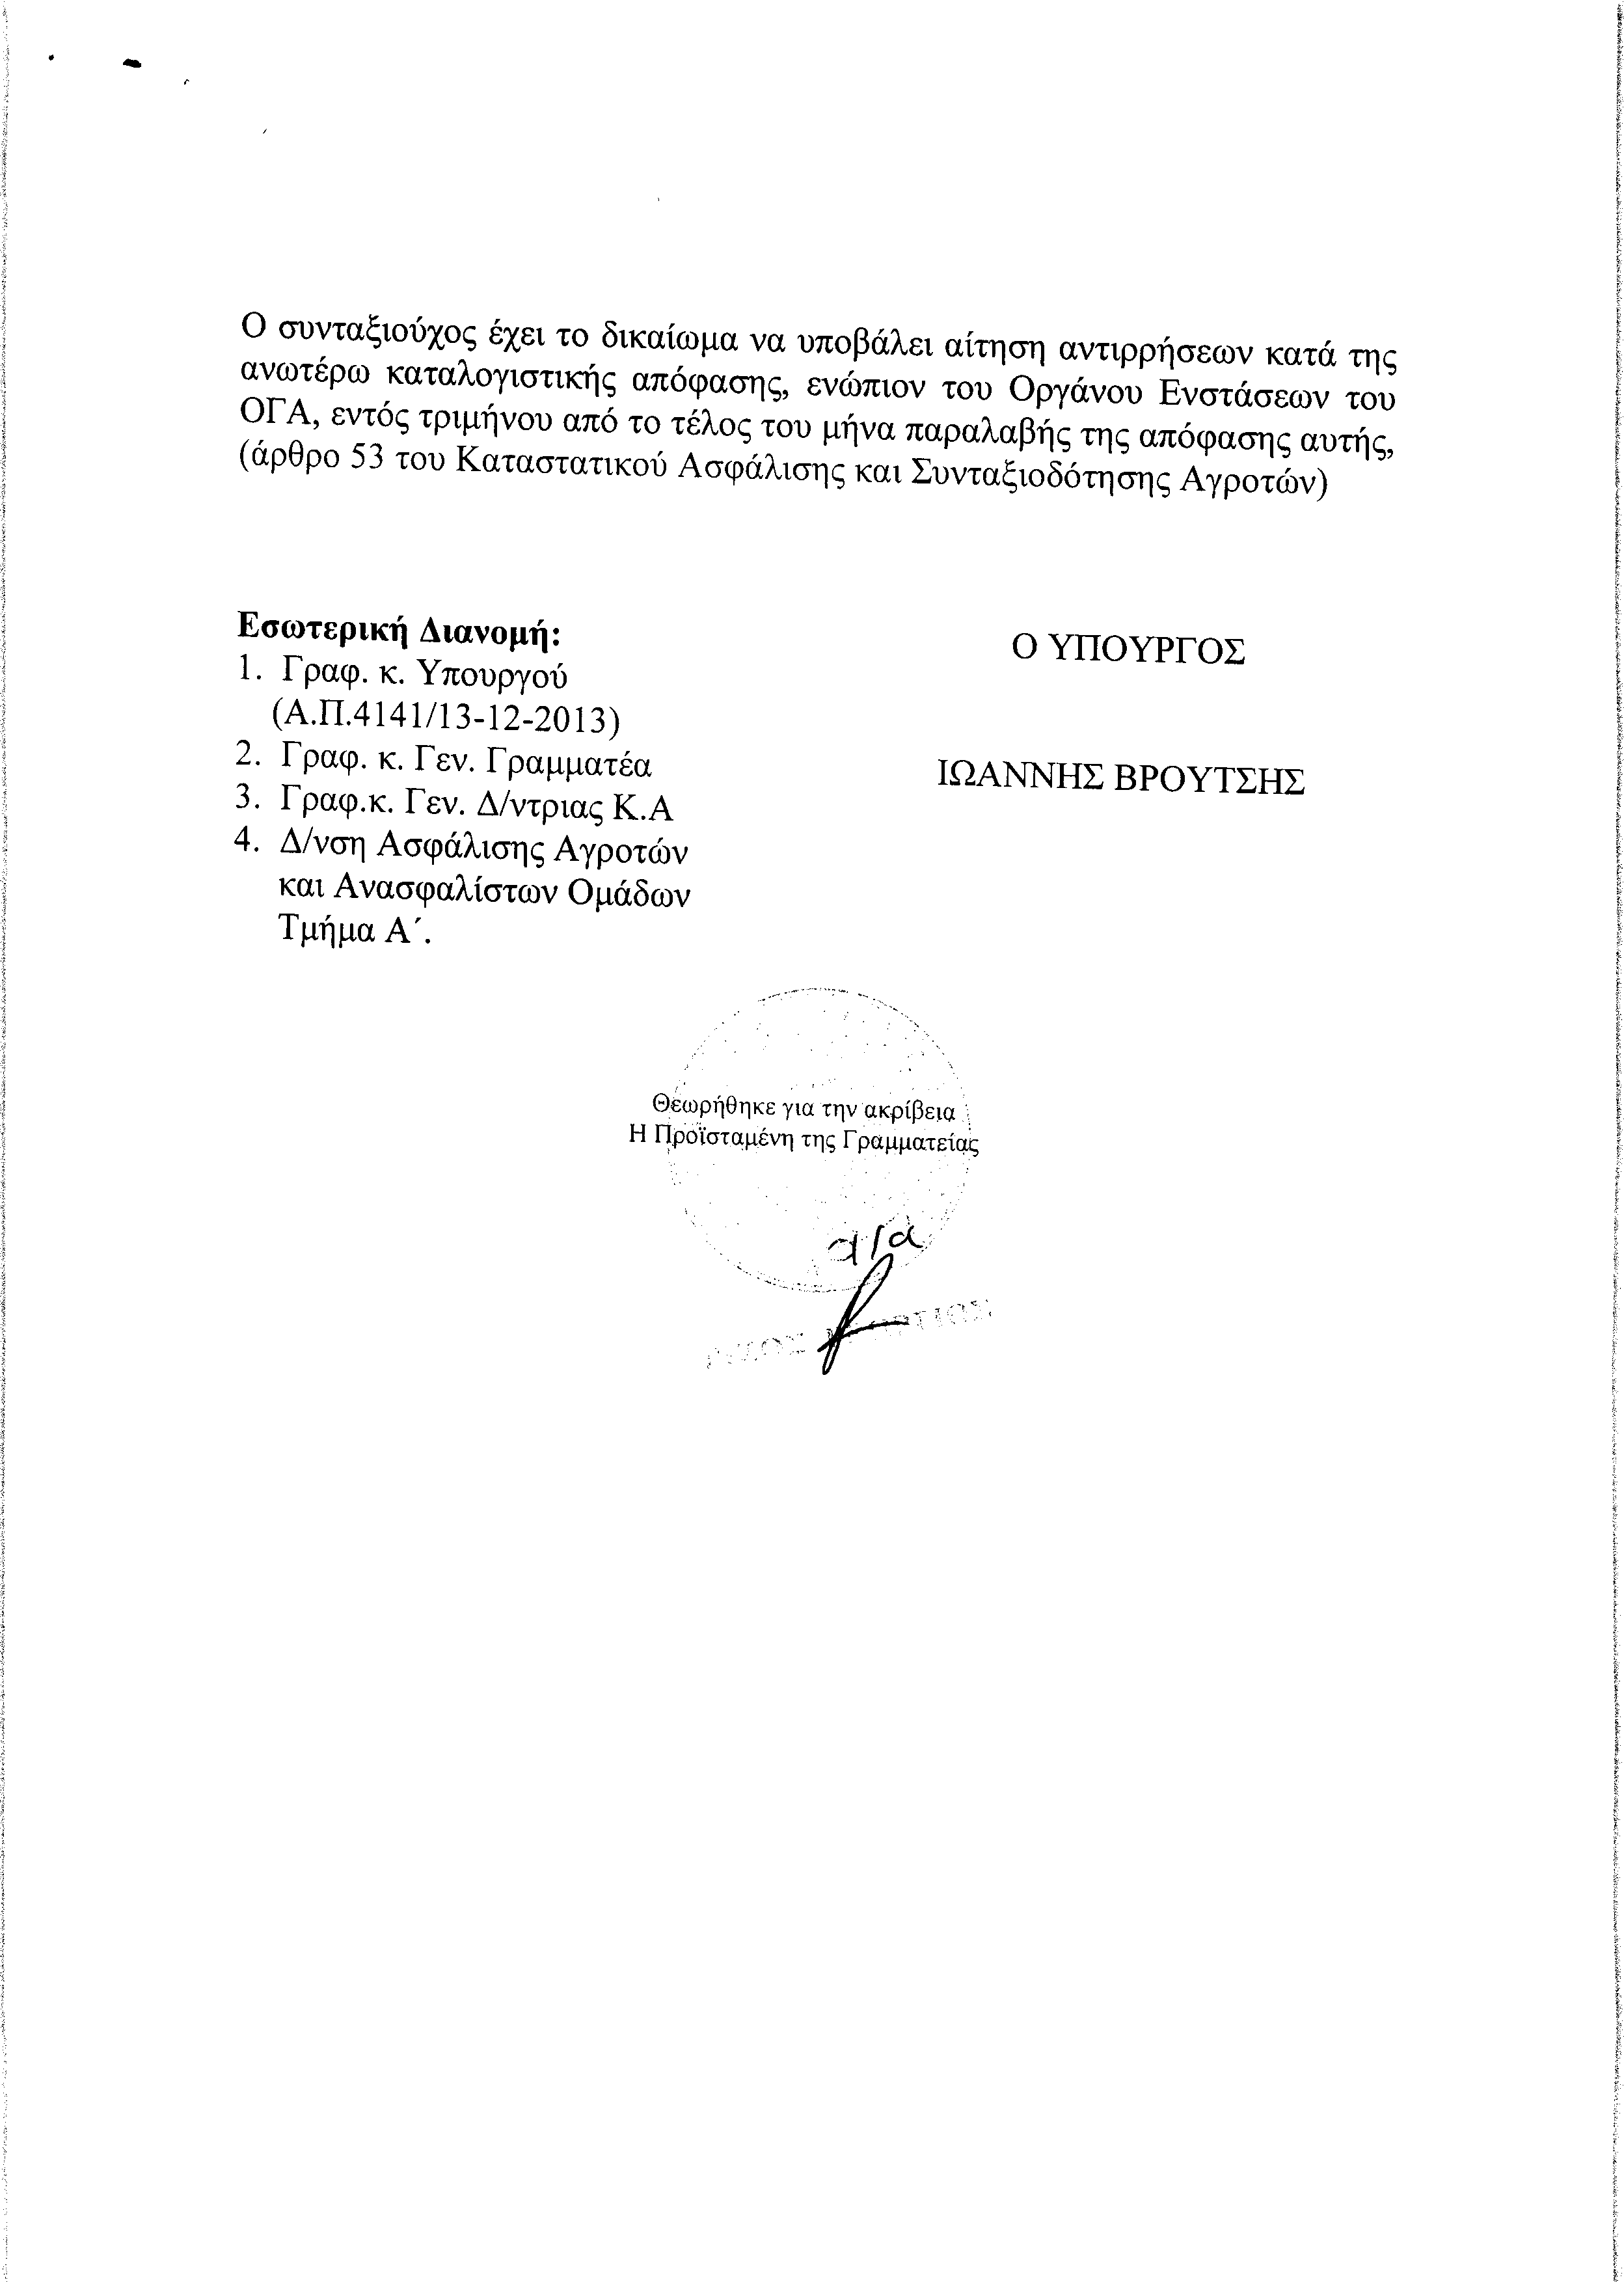 Ο συνταξιούχος έχει το δικαίωμα να υποβάλει αίτηση αντιρρήσεων κατά της
ανωτέρω καταλογιστικής απόφασης, ενώπιον του Οργάνου Ενστάσεων του
ΟΓΑ, εντός τριμήνου από το τέλος του μήνα παραλαβής της απόφασης αυτής,
(άρθρο 53 του Καταστατικού Ασφάλισης και Συνταξιοδότησης Αγροτών)
Εσωτερική Διανομή:
1. Γραφ. κ. Υπουργού
(Α.Π.4141/13-12-2013)
2. Γραφ. κ. Γεν. Γραμματέα
3. Γραφ.κ. Γεν. Δ/ντριας Κ.Α
4. Δ/νση Ασφάλισης Αγροτών
και Ανασφαλίστων Ομάδων
Τμήμα Α΄.
Ο ΥΠΟΥΡΓΟΣ
ΙΩΑΝΝΗΣ ΒΡΟΥΤΣΗΣ
Θεωρήθηκε για την ακρίβεια
Η Προϊσταμένη της Γραμματείας
α/α